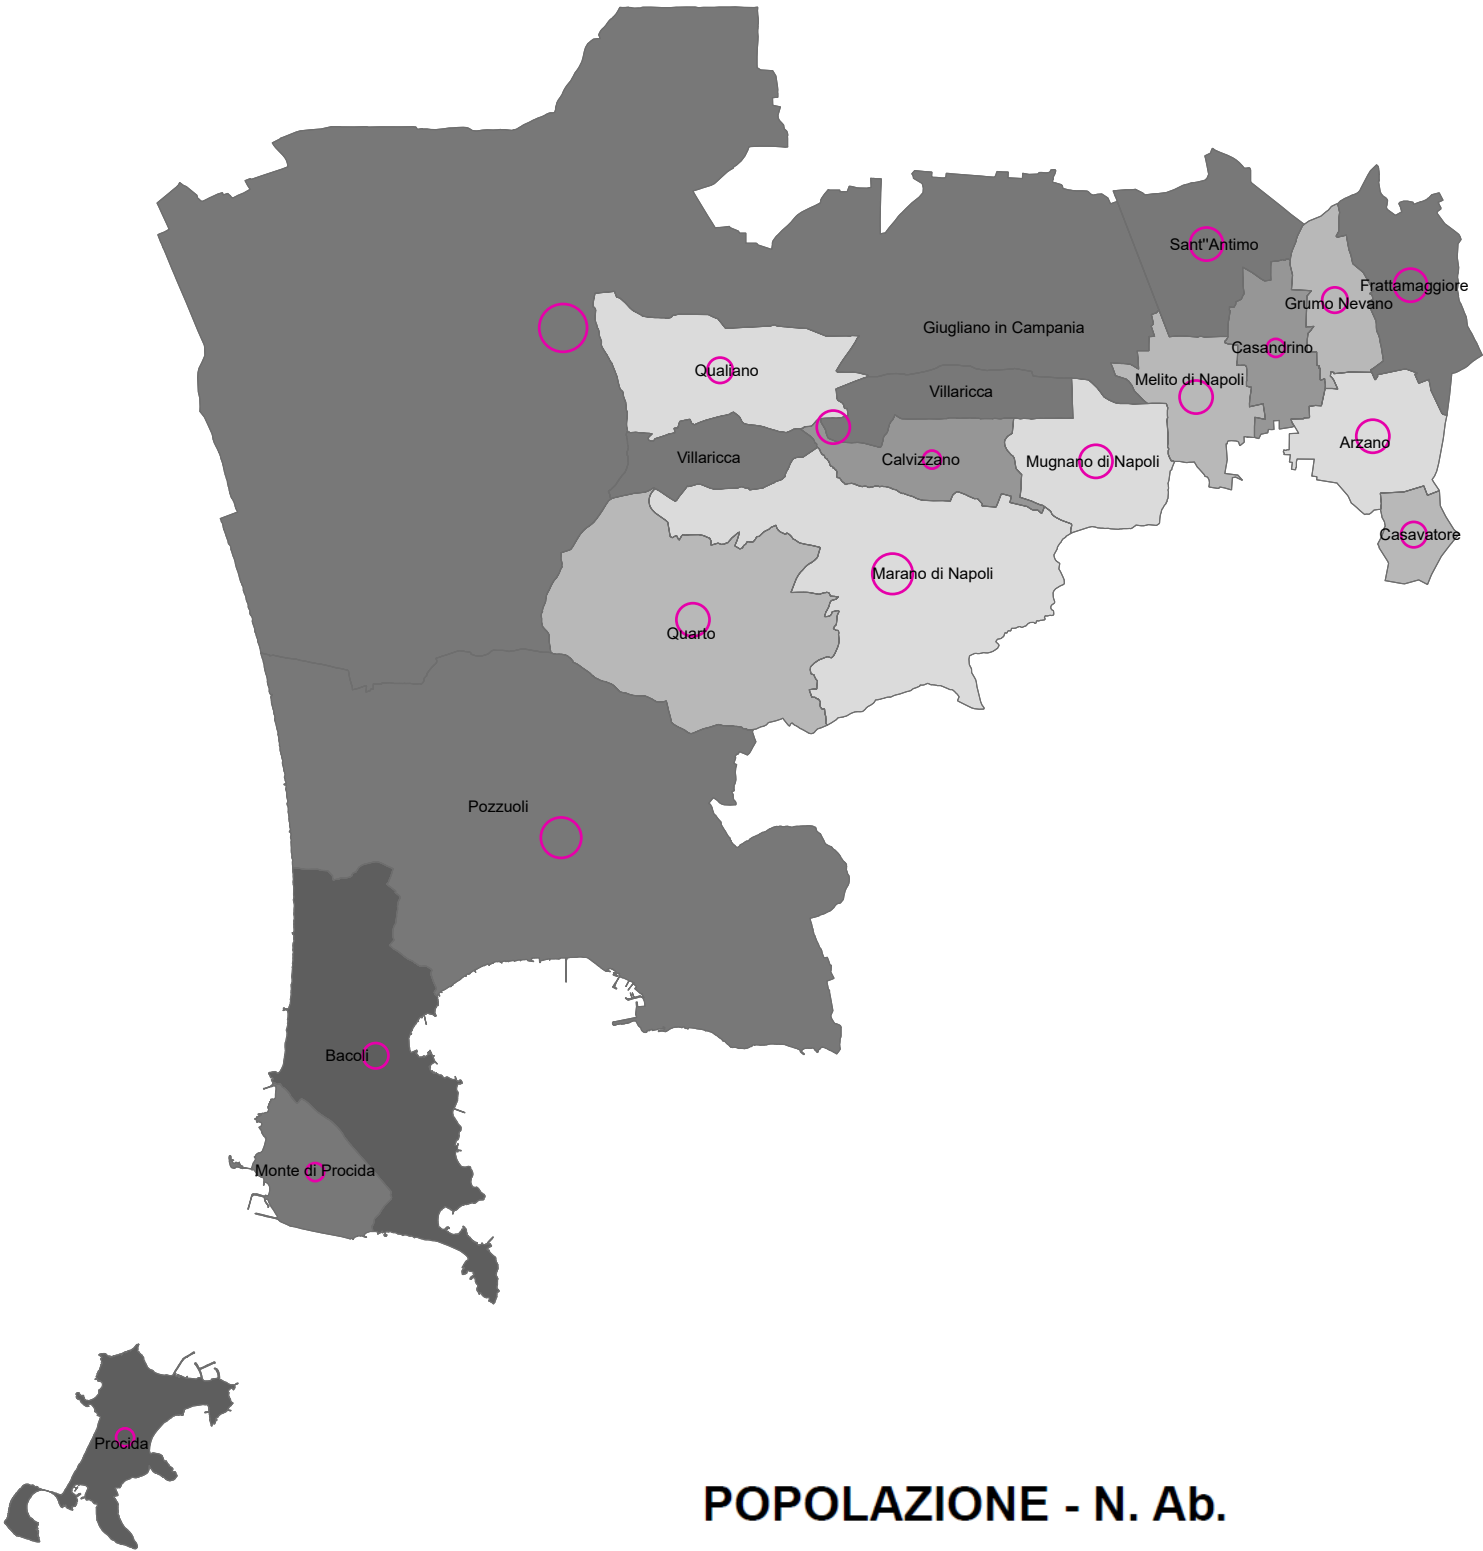 Sant''Antimo
Frattamaggiore
Grumo Nevano
Giugliano in Campania
Casandrino
Qualiano
Melito di Napoli
Villaricca
Arzano
Villaricca
Calvizzano
Mugnano di Napoli
Casavatore
Marano di Napoli
Quarto
Pozzuoli
Bacoli
Monte di Procida
Procida
POPOLAZIONE - N. Ab.